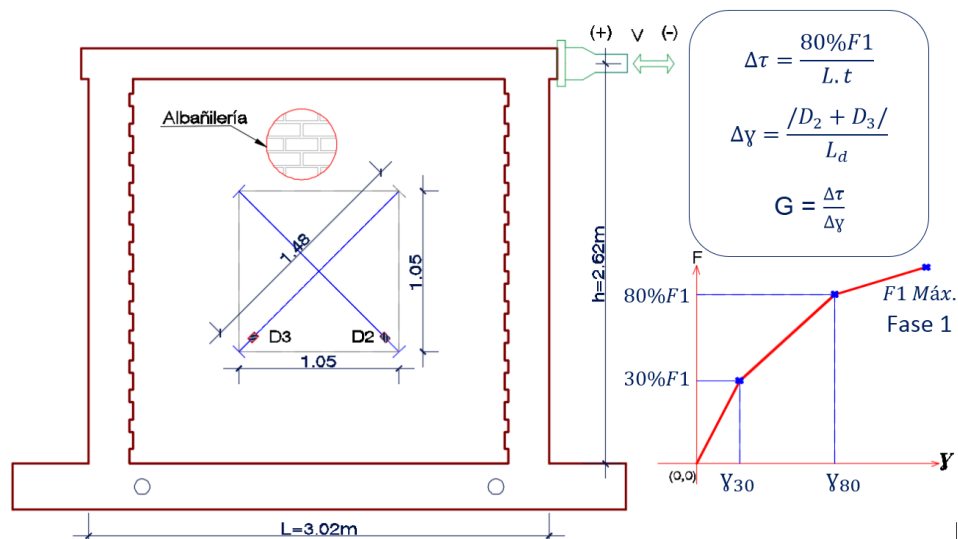 (+) V (-)
Albañilería
1.48
1.05
D3
D2
1.05
h=2.62m
L=3.02m
Δτ = 80%F1 / L.t
Δɣ = /D₂ + D₃/ / L_d
G = Δτ / Δɣ
F
80%F1
30%F1
F1 Máx.
Fase 1
(0,0)
ɣ₃₀
ɣ₈₀
ɣ